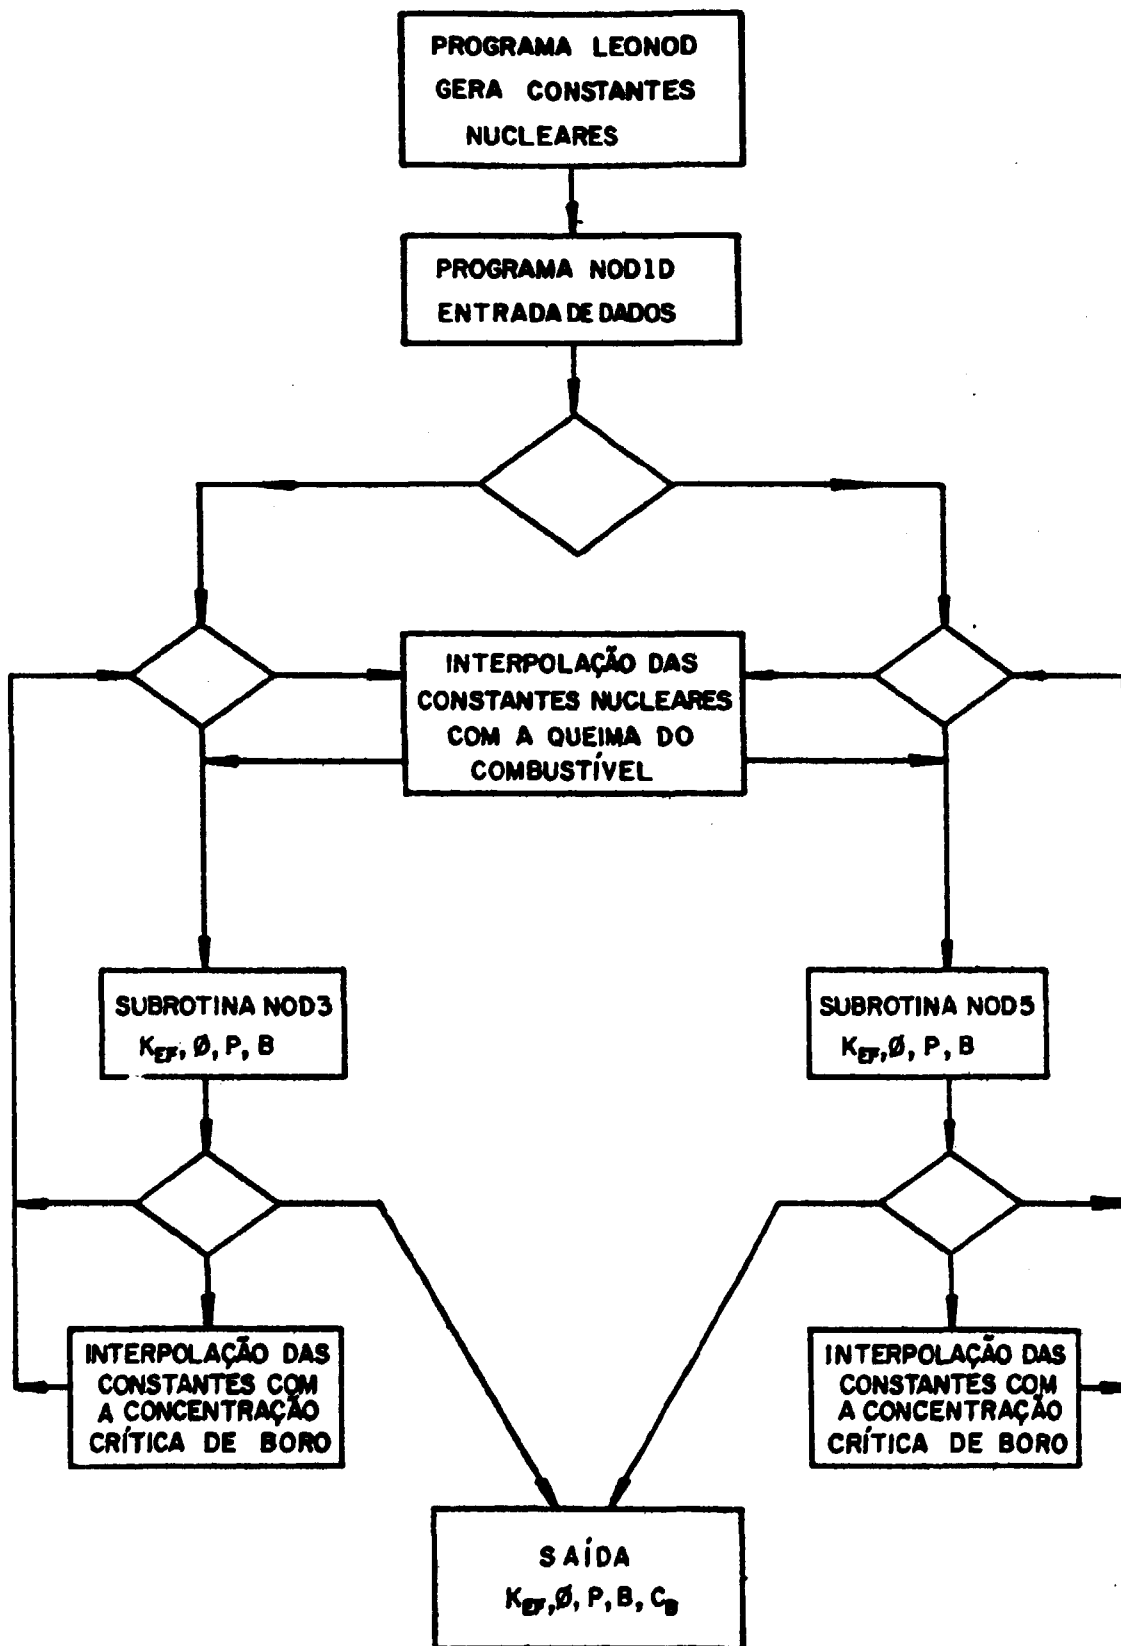 PROGRAMA LEONOD
GERA CONSTANTES
NUCLEARES
PROGRAMA NOD1D
ENTRADA DE DADOS
INTERPOLAÇÃO DAS
CONSTANTES NUCLEARES
COM A QUEIMA DO
COMBUSTÍVEL
SUBROTINA NOD3
K_EF, Ø, P, B
SUBROTINA NOD5
K_EF, Ø, P, B
INTERPOLAÇÃO DAS
CONSTANTES COM
A CONCENTRAÇÃO
CRÍTICA DE BORO
INTERPOLAÇÃO DAS
CONSTANTES COM
A CONCENTRAÇÃO
CRÍTICA DE BORO
SAÍDA
K_EF, Ø, P, B, C_B